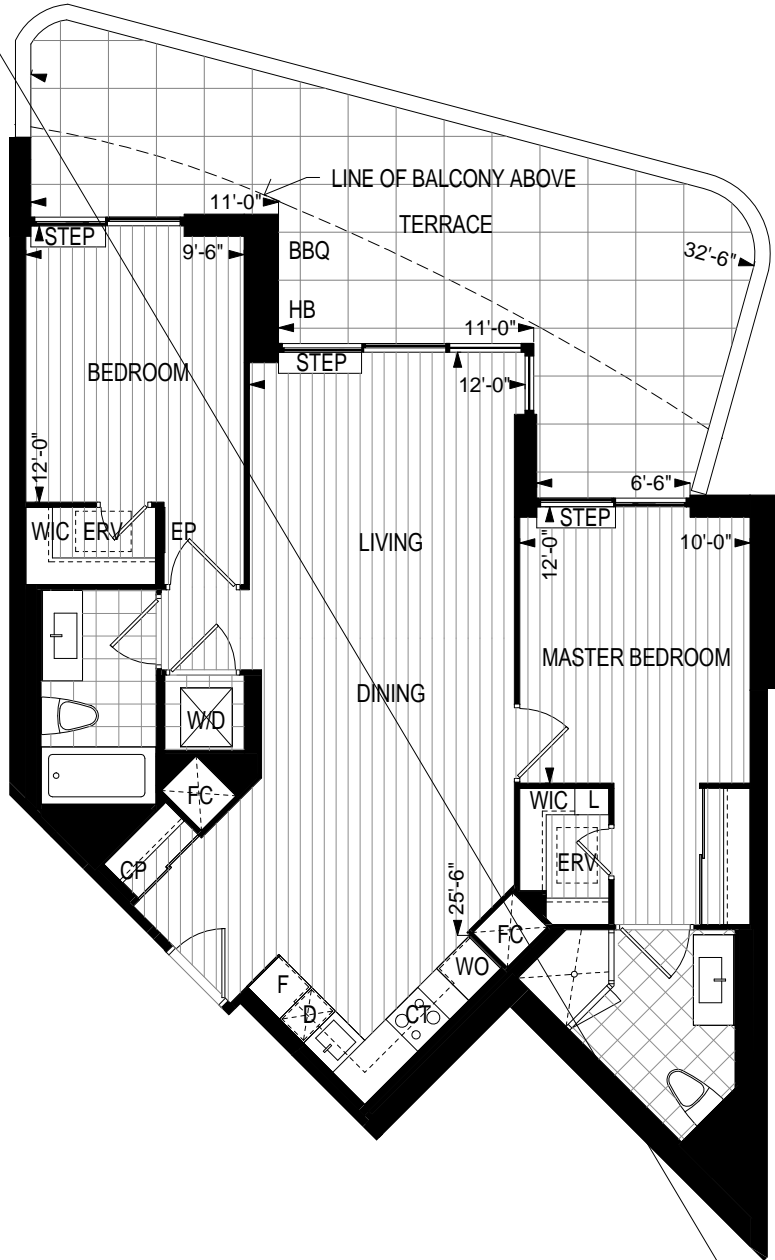 LINE OF BALCONY ABOVE
11'-0"
TERRACE
STEP
9'-6"
BBQ
32'-6"
HB
11'-0"
STEP
BEDROOM
12'-0"
12'-0"
6'-6"
WIC
ERV
EP
STEP
LIVING
12'-0"
10'-0"
MASTER BEDROOM
DINING
W/D
FC
WIC
L
CP
ERV
25'-6"
FC
WO
F
D
CT